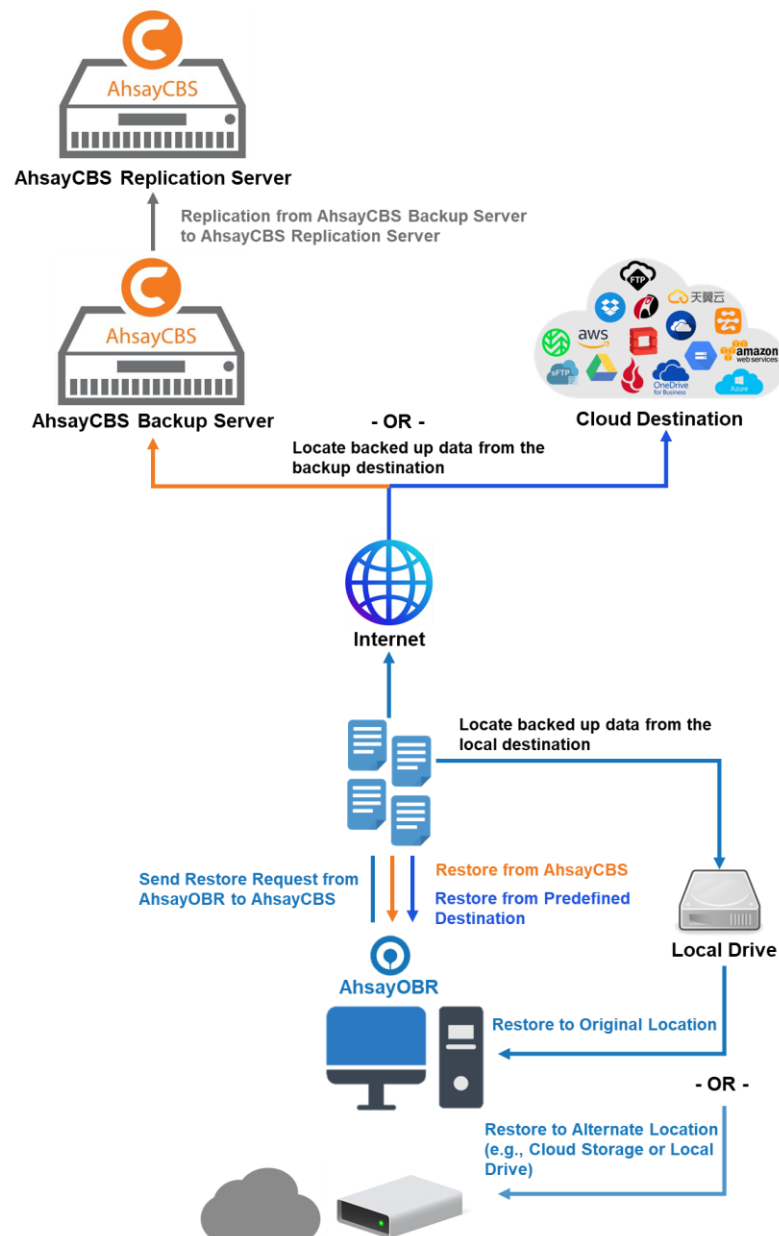 AhsayCBS
AhsayCBS Replication Server
Replication from AhsayCBS Backup Server
to AhsayCBS Replication Server
AhsayCBS
AhsayCBS Backup Server
FTP
天翼云
aws
sFTP
OneDrive
for Business
amazon
web services
Azure
Cloud Destination
- OR -
Locate backed up data from the
backup destination
Internet
Locate backed up data from the
local destination
Send Restore Request from
AhsayOBR to AhsayCBS
Restore from AhsayCBS
Restore from Predefined
Destination
Local Drive
AhsayOBR
Restore to Original Location
- OR -
Restore to Alternate Location
(e.g., Cloud Storage or Local
Drive)